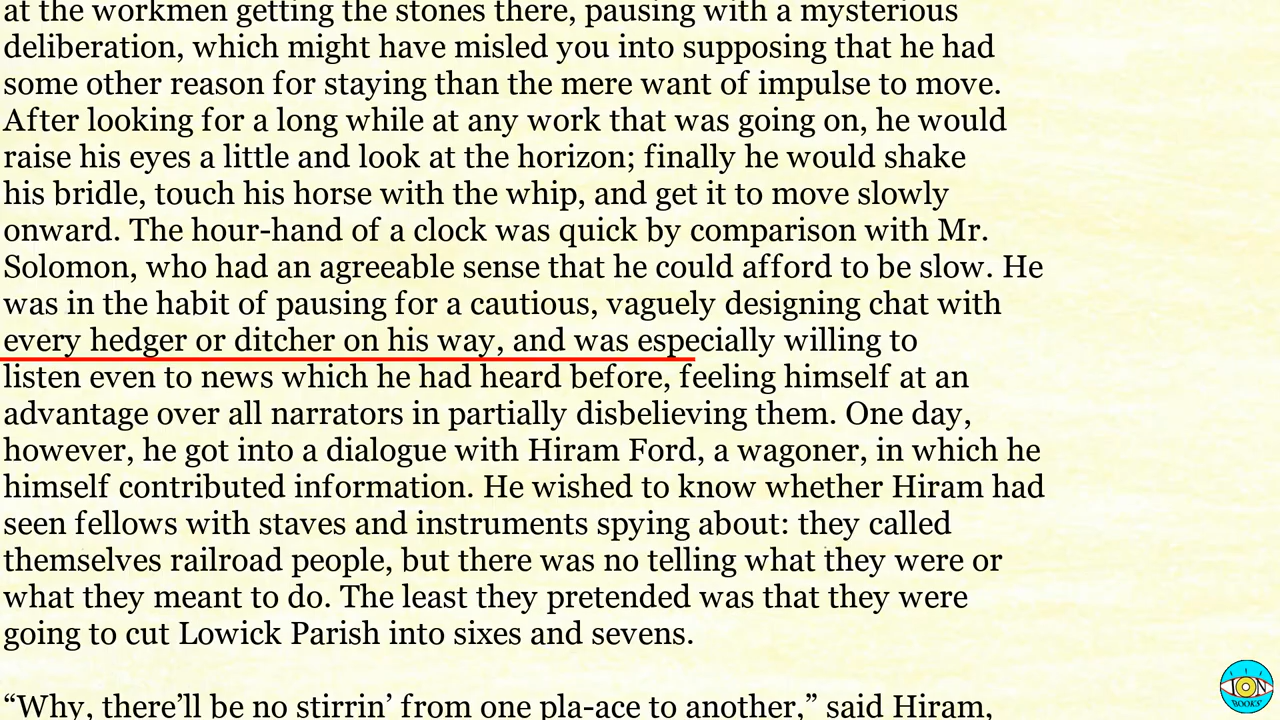 at the workmen getting the stones there, pausing with a mysterious
deliberation, which might have misled you into supposing that he had
some other reason for staying than the mere want of impulse to move.
After looking for a long while at any work that was going on, he would
raise his eyes a little and look at the horizon; finally he would shake
his bridle, touch his horse with the whip, and get it to move slowly
onward. The hour-hand of a clock was quick by comparison with Mr.
Solomon, who had an agreeable sense that he could afford to be slow. He
was in the habit of pausing for a cautious, vaguely designing chat with
every hedger or ditcher on his way, and was especially willing to
listen even to news which he had heard before, feeling himself at an
advantage over all narrators in partially disbelieving them. One day,
however, he got into a dialogue with Hiram Ford, a wagoner, in which he
himself contributed information. He wished to know whether Hiram had
seen fellows with staves and instruments spying about: they called
themselves railroad people, but there was no telling what they were or
what they meant to do. The least they pretended was that they were
going to cut Lowick Parish into sixes and sevens.
“Why, there’ll be no stirrin’ from one pla-ace to another,” said Hiram,
ION
BOOKS